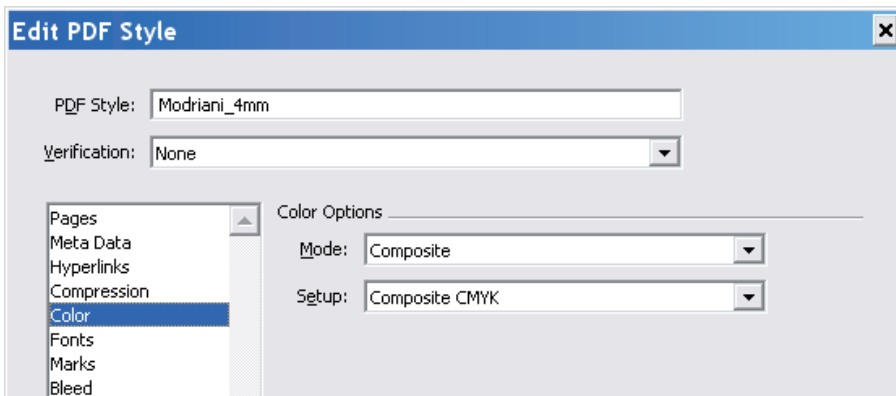 Edit PDF Style
PDF Style: Modriani_4mm
Verification: None
Pages
Meta Data
Hyperlinks
Compression
Color
Fonts
Marks
Bleed
Color Options
Mode: Composite
Setup: Composite CMYK